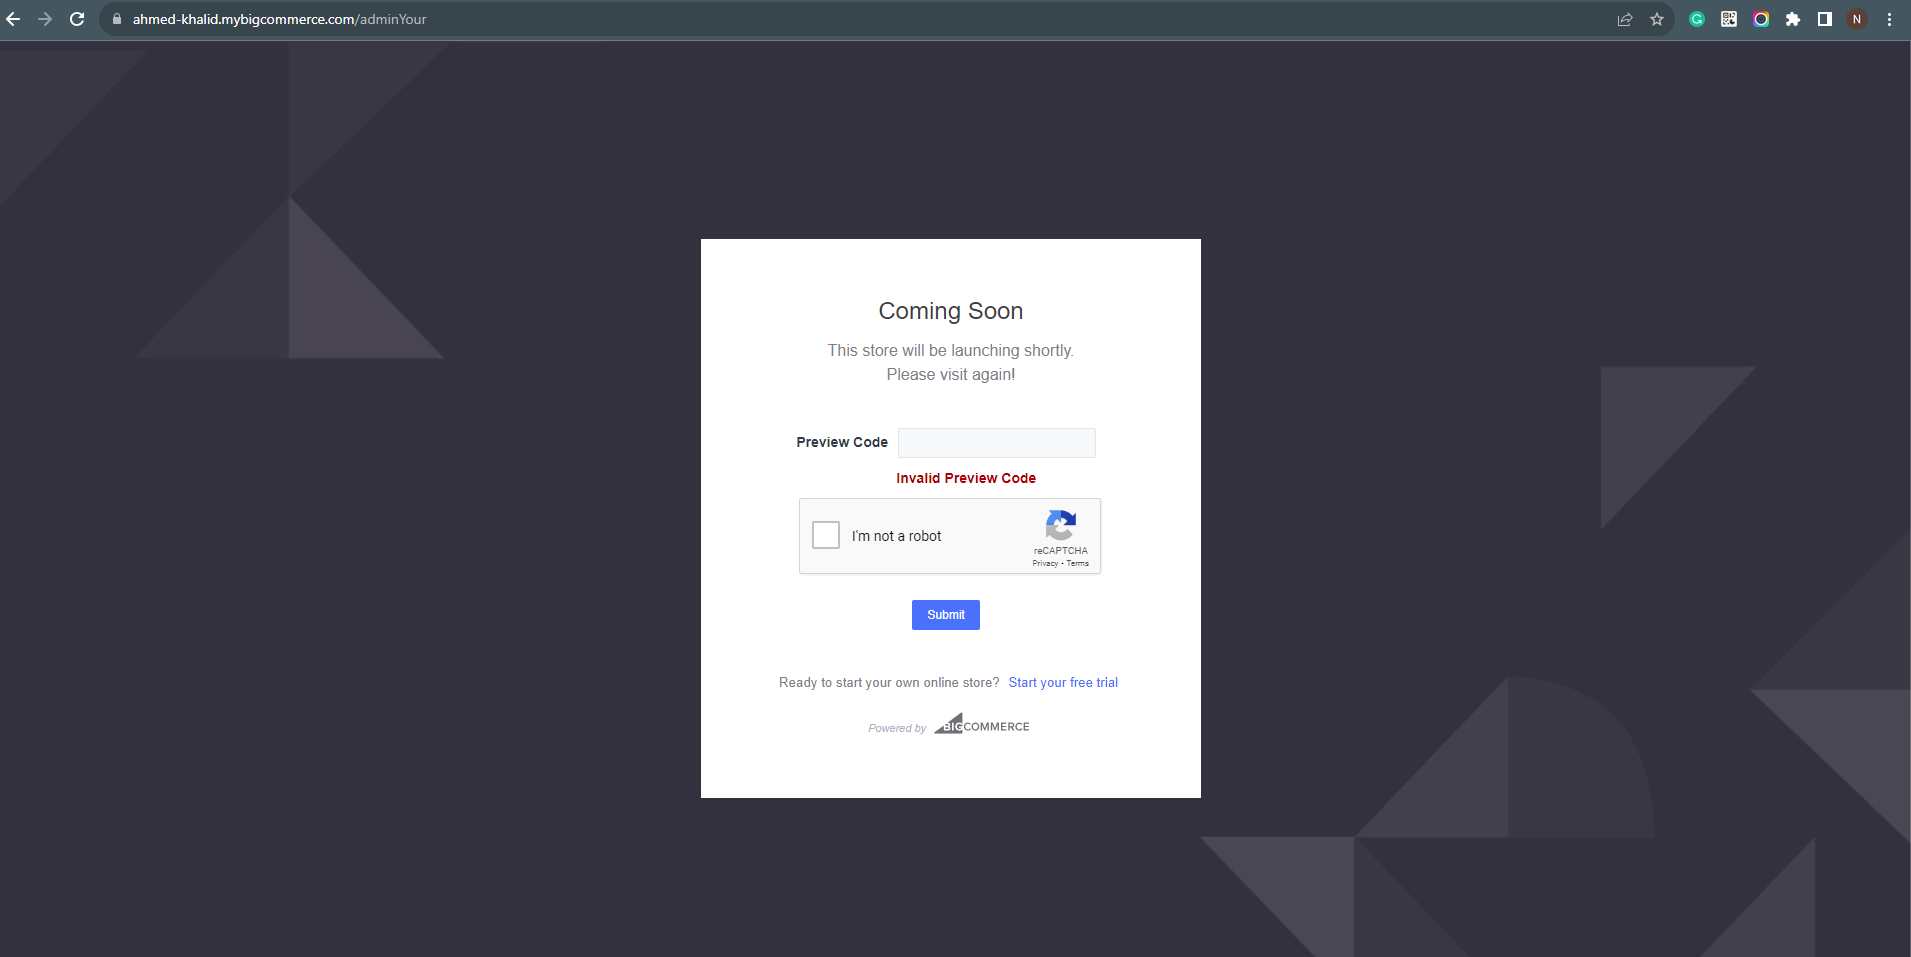 ahmed-khalid.mybigcommerce.com/adminYour
N
Coming Soon
This store will be launching shortly.
Please visit again!
Preview Code
Invalid Preview Code
I'm not a robot
reCAPTCHA
Privacy - Terms
Submit
Ready to start your own online store? Start your free trial
Powered by BIGCOMMERCE